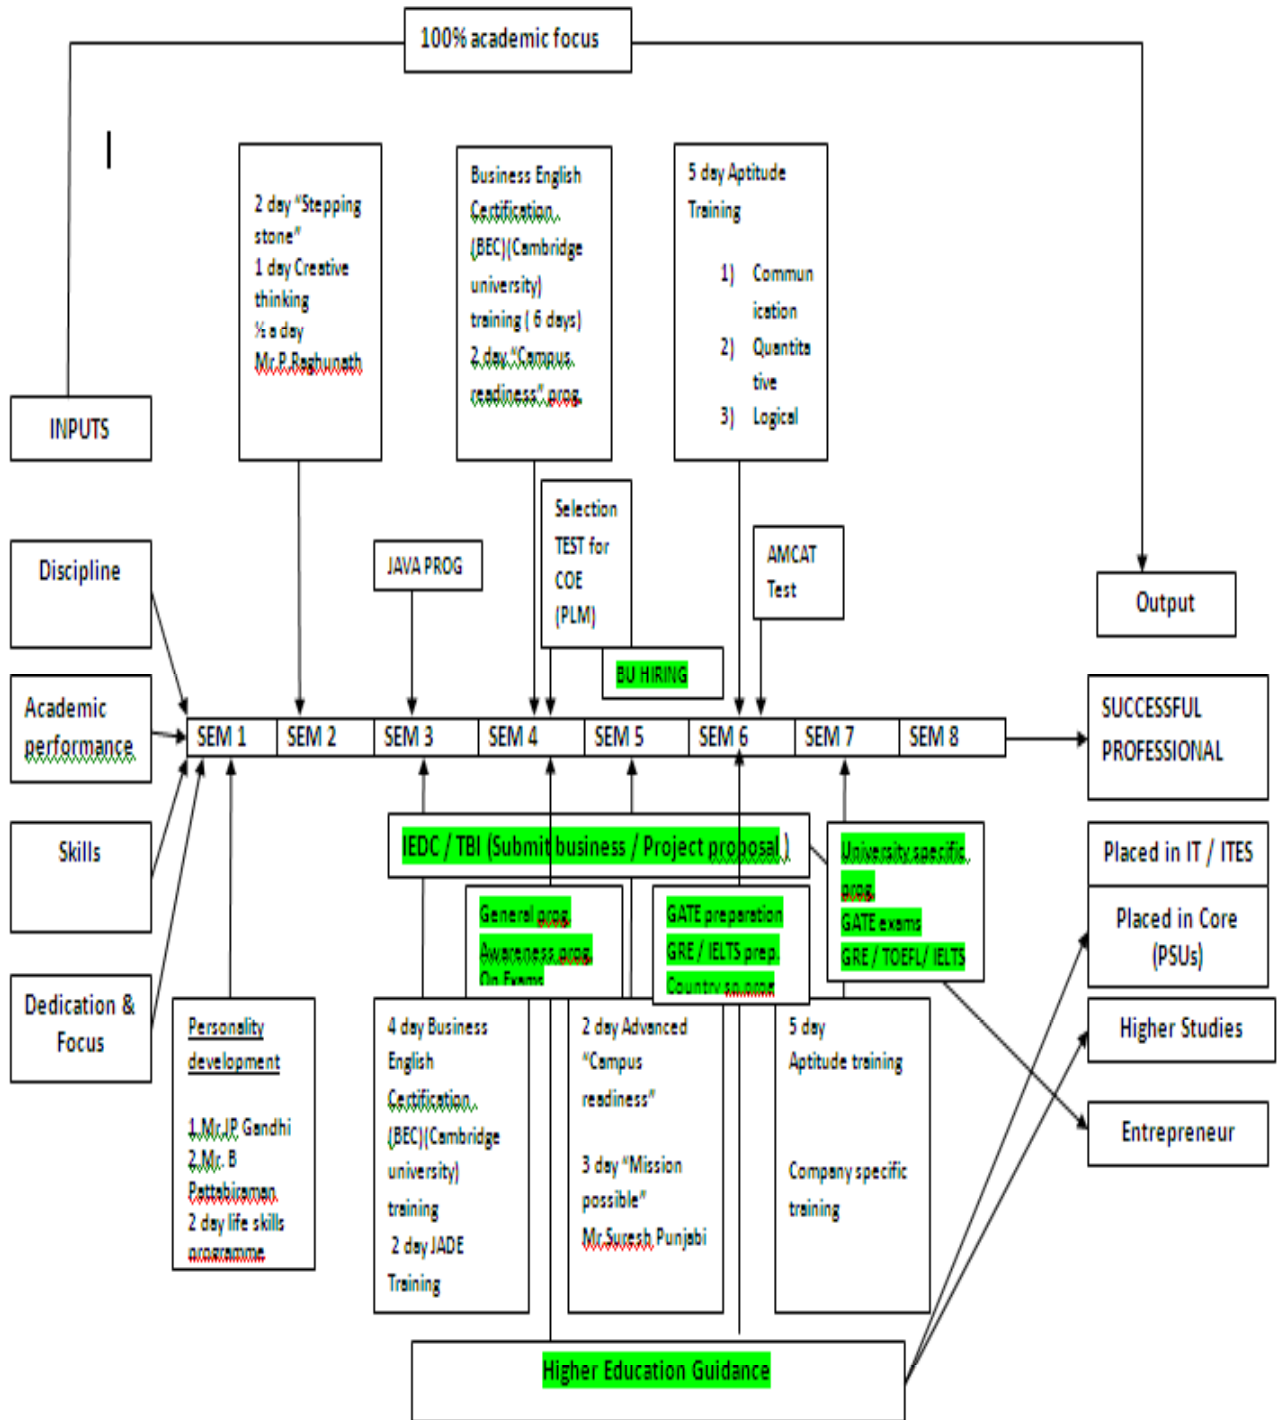 100% academic focus
2 day “Stepping
stone”
1 day Creative
thinking
½ a day
Mr.P.Raghunath
Business English
Certification
(BEC)(Cambridge
university)
training ( 6 days)
2 day “Campus
readiness” prog.
5 day Aptitude
Training
1) Commun
ication
2) Quantita
tive
3) Logical
INPUTS
Selection
TEST for
COE
(PLM)
JAVA PROG
AMCAT
Test
Discipline
Output
BU HIRING
Academic
performance
SEM 1 SEM 2 SEM 3 SEM 4 SEM 5 SEM 6 SEM 7 SEM 8
SUCCESSFUL
PROFESSIONAL
Skills
IEDC / TBI (Submit business / Project proposal )
University specific
prog.
GATE exams
GRE / TOEFL/ IELTS
Placed in IT / ITES
General prog.
Awareness prog.
On Exams
GATE preparation
GRE / IELTS prep.
Country sp.prog
Placed in Core
(PSUs)
Dedication &
Focus
Higher Studies
Personality
development
1.Mr.JP Gandhi
2.Mr. B
Pattabiraman
2 day life skills
programme
4 day Business
English
Certification
(BEC)(Cambridge
university)
training
2 day JADE
Training
2 day Advanced
“Campus
readiness”
3 day “Mission
possible”
Mr.Suresh Punjabi
5 day
Aptitude training
Company specific
training
Entrepreneur
Higher Education Guidance